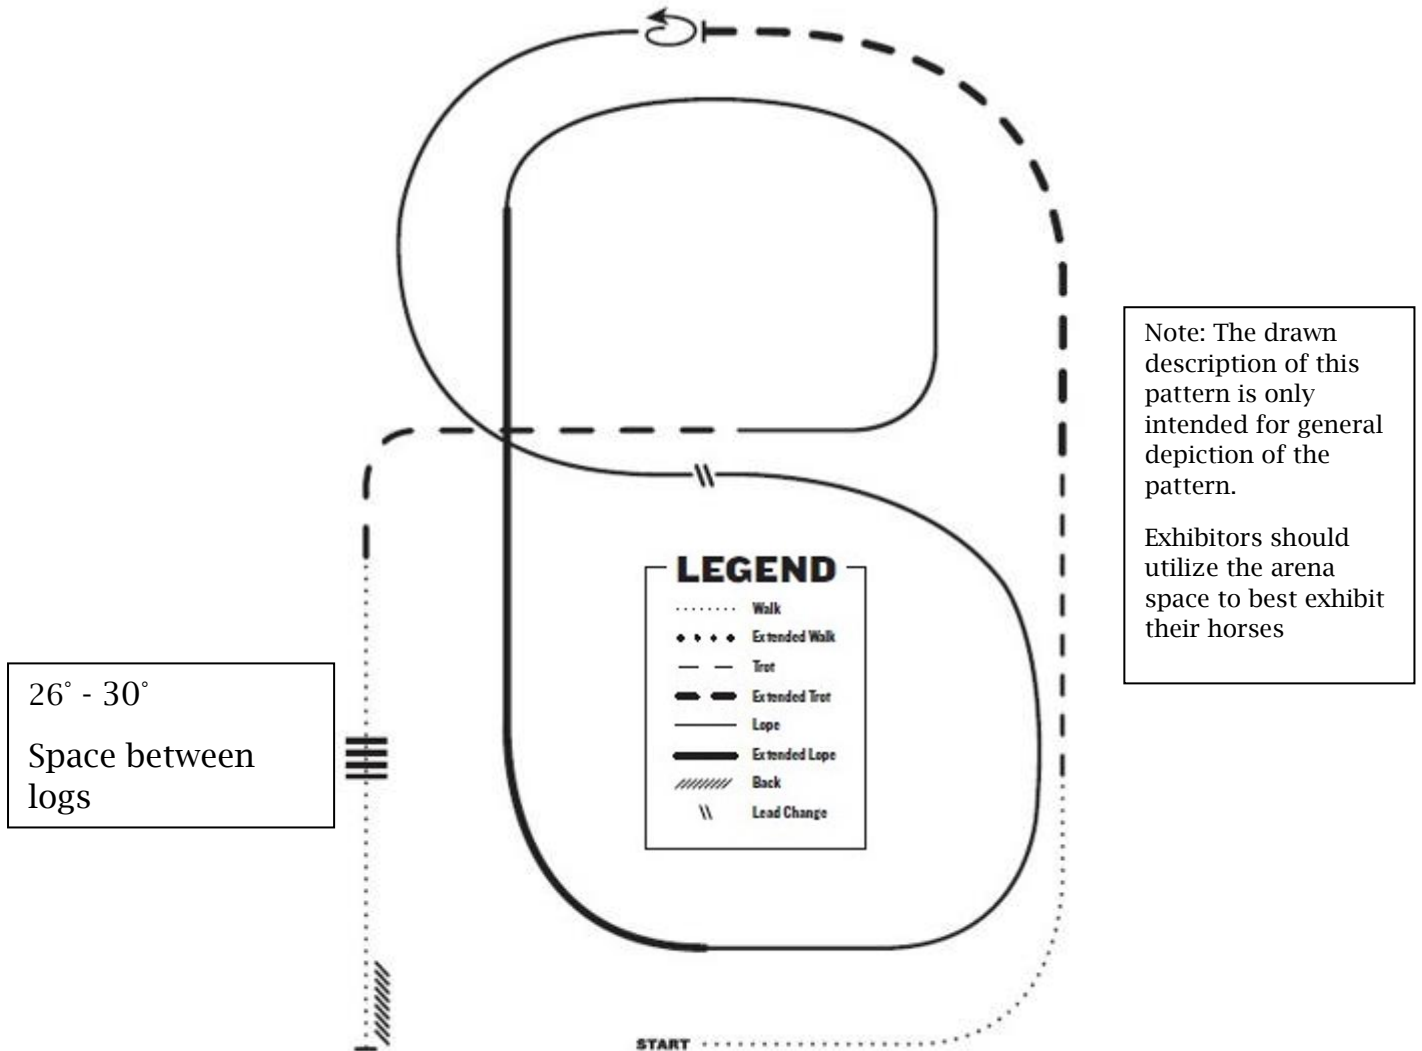 Note: The drawn
description of this
pattern is only
intended for general
depiction of the
pattern.
Exhibitors should
utilize the arena
space to best exhibit
their horses
LEGEND
Walk
Extended Walk
Trot
Extended Trot
Lope
Extended Lope
Back
Lead Change
26˚ - 30˚
Space between
logs
START